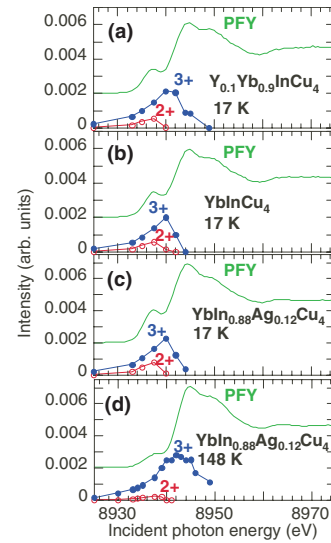 0.006
(a)
PFY
0.004
3+
Y0.1Yb0.9InCu4
0.002
2+
17 K
0
0.006
(b)
PFY
0.004
3+
YbInCu4
0.002
2+
17 K
0
0.006
(c)
PFY
0.004
3+
YbIn0.88Ag0.12Cu4
0.002
2+
17 K
0
0.006
(d)
PFY
0.004
3+
YbIn0.88Ag0.12Cu4
0.002
2+
148 K
0
8930
8950
8970
Incident photon energy (eV)
Intensity (arb. units)